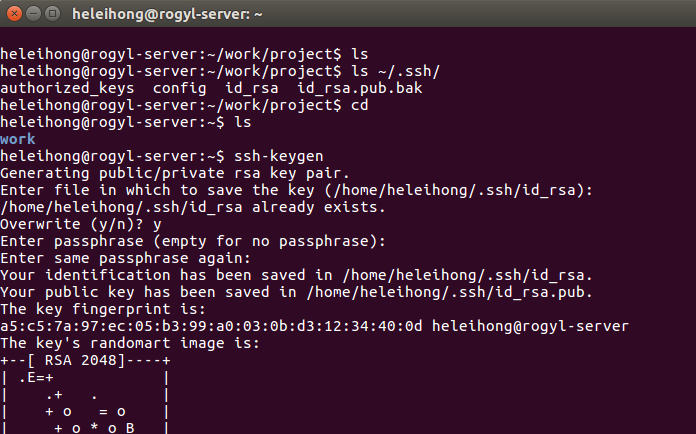 heleihong@rogyl-server: ~
heleihong@rogyl-server:~/work/project$ ls
heleihong@rogyl-server:~/work/project$ ls ~/.ssh/
authorized_keys  config  id_rsa  id_rsa.pub.bak
heleihong@rogyl-server:~/work/project$ cd
heleihong@rogyl-server:~$ ls
work
heleihong@rogyl-server:~$ ssh-keygen
Generating public/private rsa key pair.
Enter file in which to save the key (/home/heleihong/.ssh/id_rsa):
/home/heleihong/.ssh/id_rsa already exists.
Overwrite (y/n)? y
Enter passphrase (empty for no passphrase):
Enter same passphrase again:
Your identification has been saved in /home/heleihong/.ssh/id_rsa.
Your public key has been saved in /home/heleihong/.ssh/id_rsa.pub.
The key fingerprint is:
a5:c5:7a:97:ec:05:b3:99:a0:03:0b:d3:12:34:40:0d heleihong@rogyl-server
The key's randomart image is:
+--[ RSA 2048]----+
| .E=+            |
|    .+   .       |
|    + o   = o    |
|     + o * o B   |